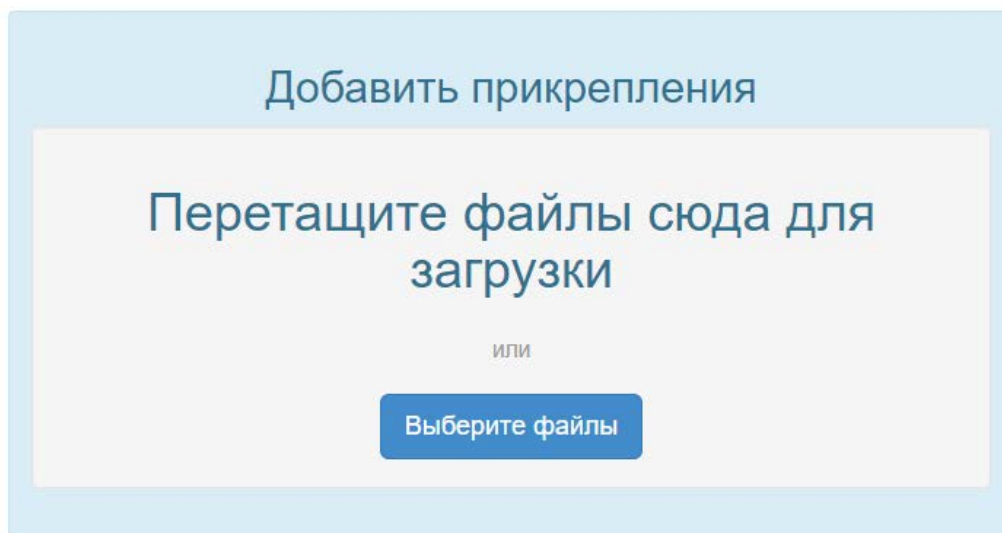 Добавить прикрепления
Перетащите файлы сюда для
загрузки
или
Выберите файлы